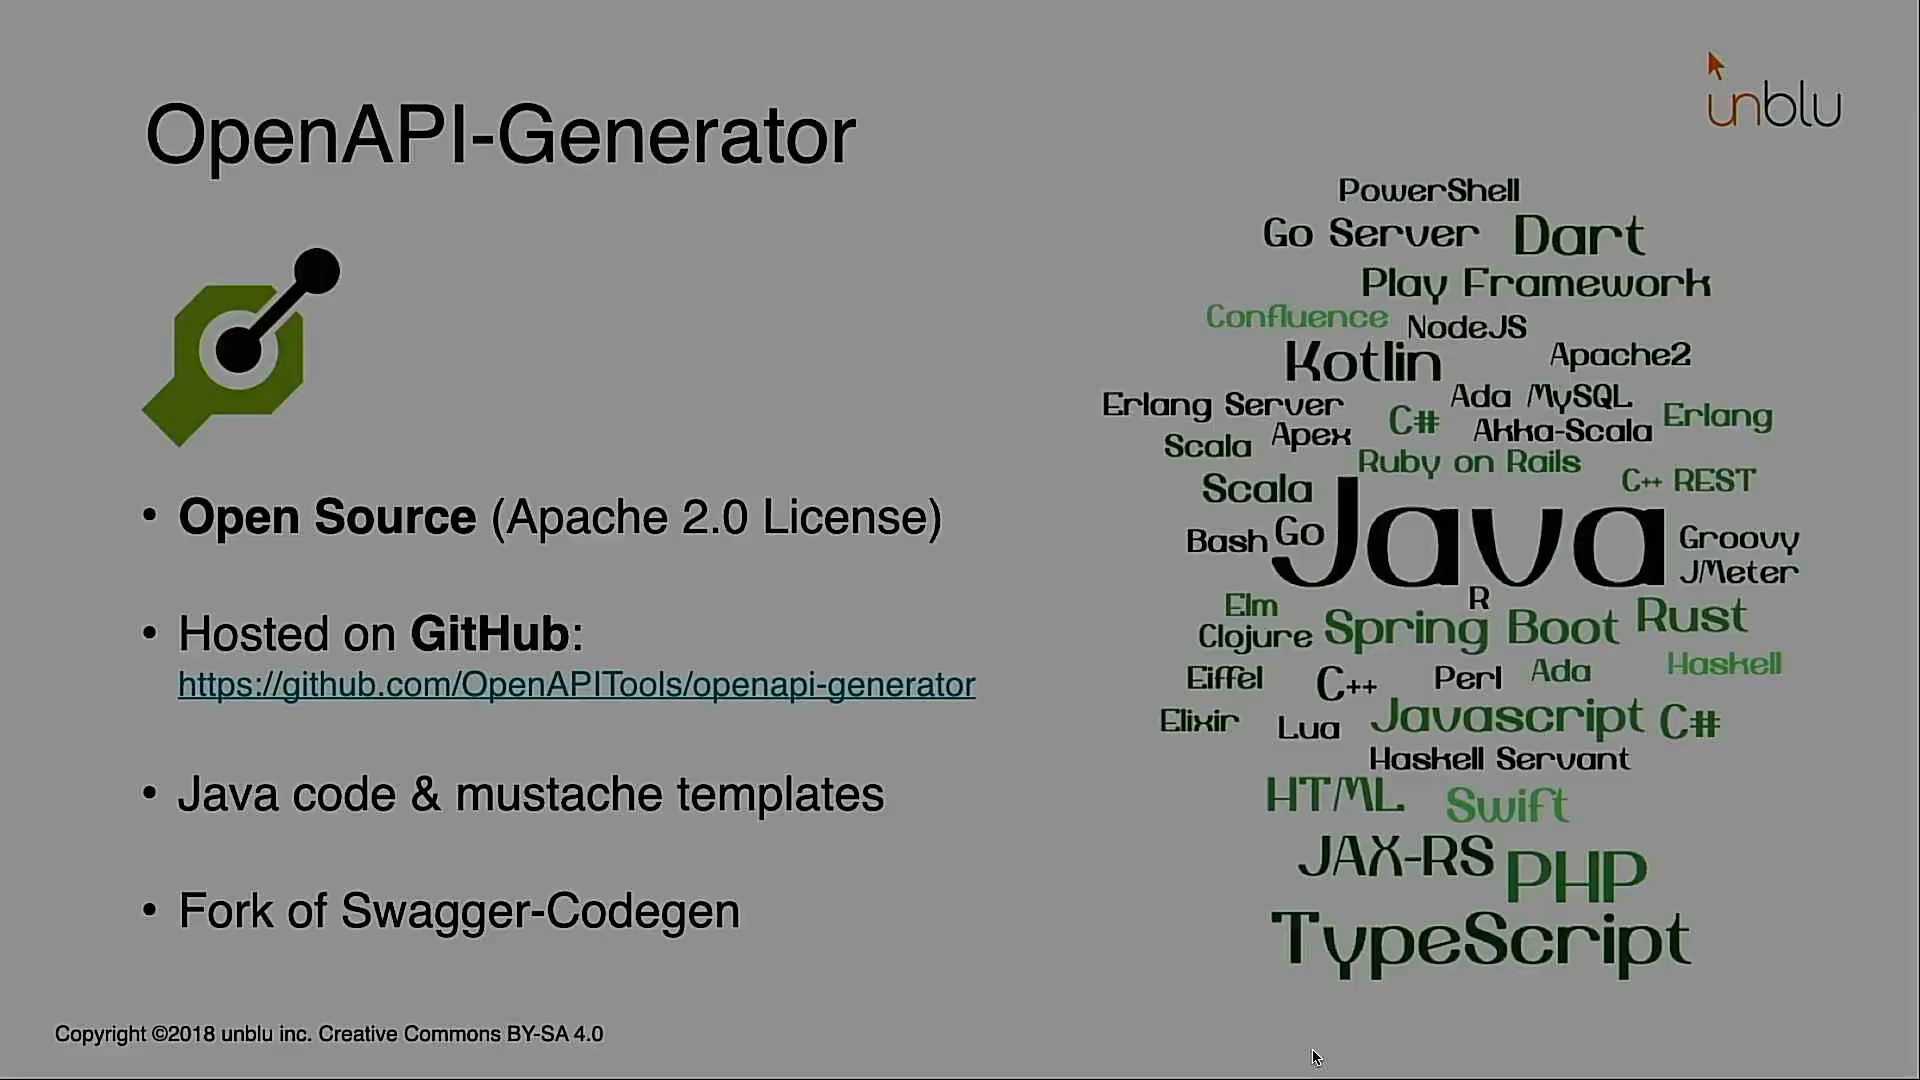 unblu
OpenAPI-Generator
• Open Source (Apache 2.0 License)
• Hosted on GitHub:
https://github.com/OpenAPITools/openapi-generator
• Java code & mustache templates
• Fork of Swagger-Codegen
PowerShell
Go Server Dart
Play Framework
Confluence NodeJS
Kotlin Apache2
Ada MySQL
Erlang Server C# Erlang
Scala Apex Akka-Scala
Ruby on Rails
Scala C++ REST
Bash Go Java Groovy
JMeter
R
Elm Rust
Clojure Spring Boot
Eiffel C++ Perl Ada Haskell
Elixir Lua Javascript C#
Haskell Servant
HTML Swift
JAX-RS PHP
TypeScript
Copyright ©2018 unblu inc. Creative Commons BY-SA 4.0